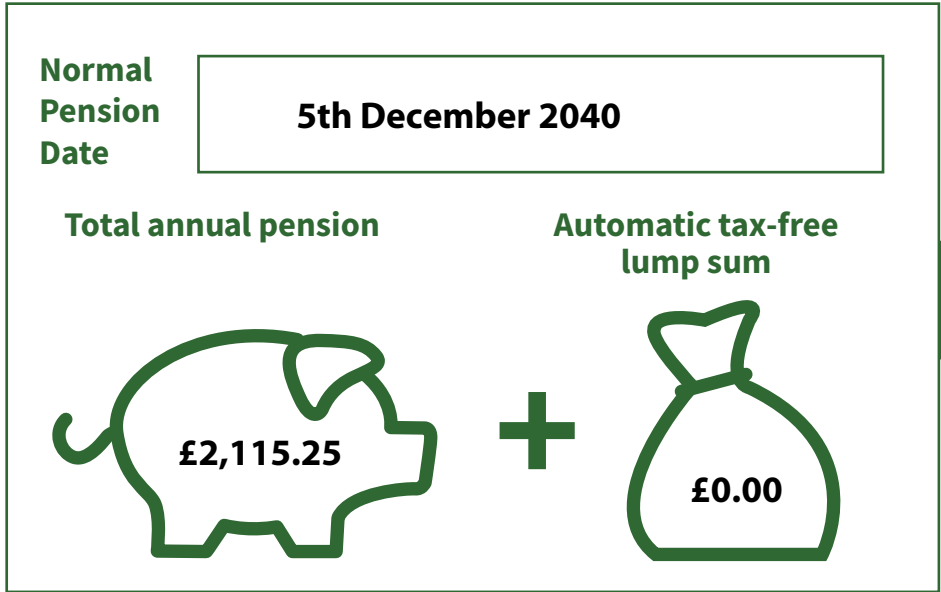 Normal
Pension
Date
5th December 2040
Total annual pension
Automatic tax-free
lump sum
£2,115.25
£0.00